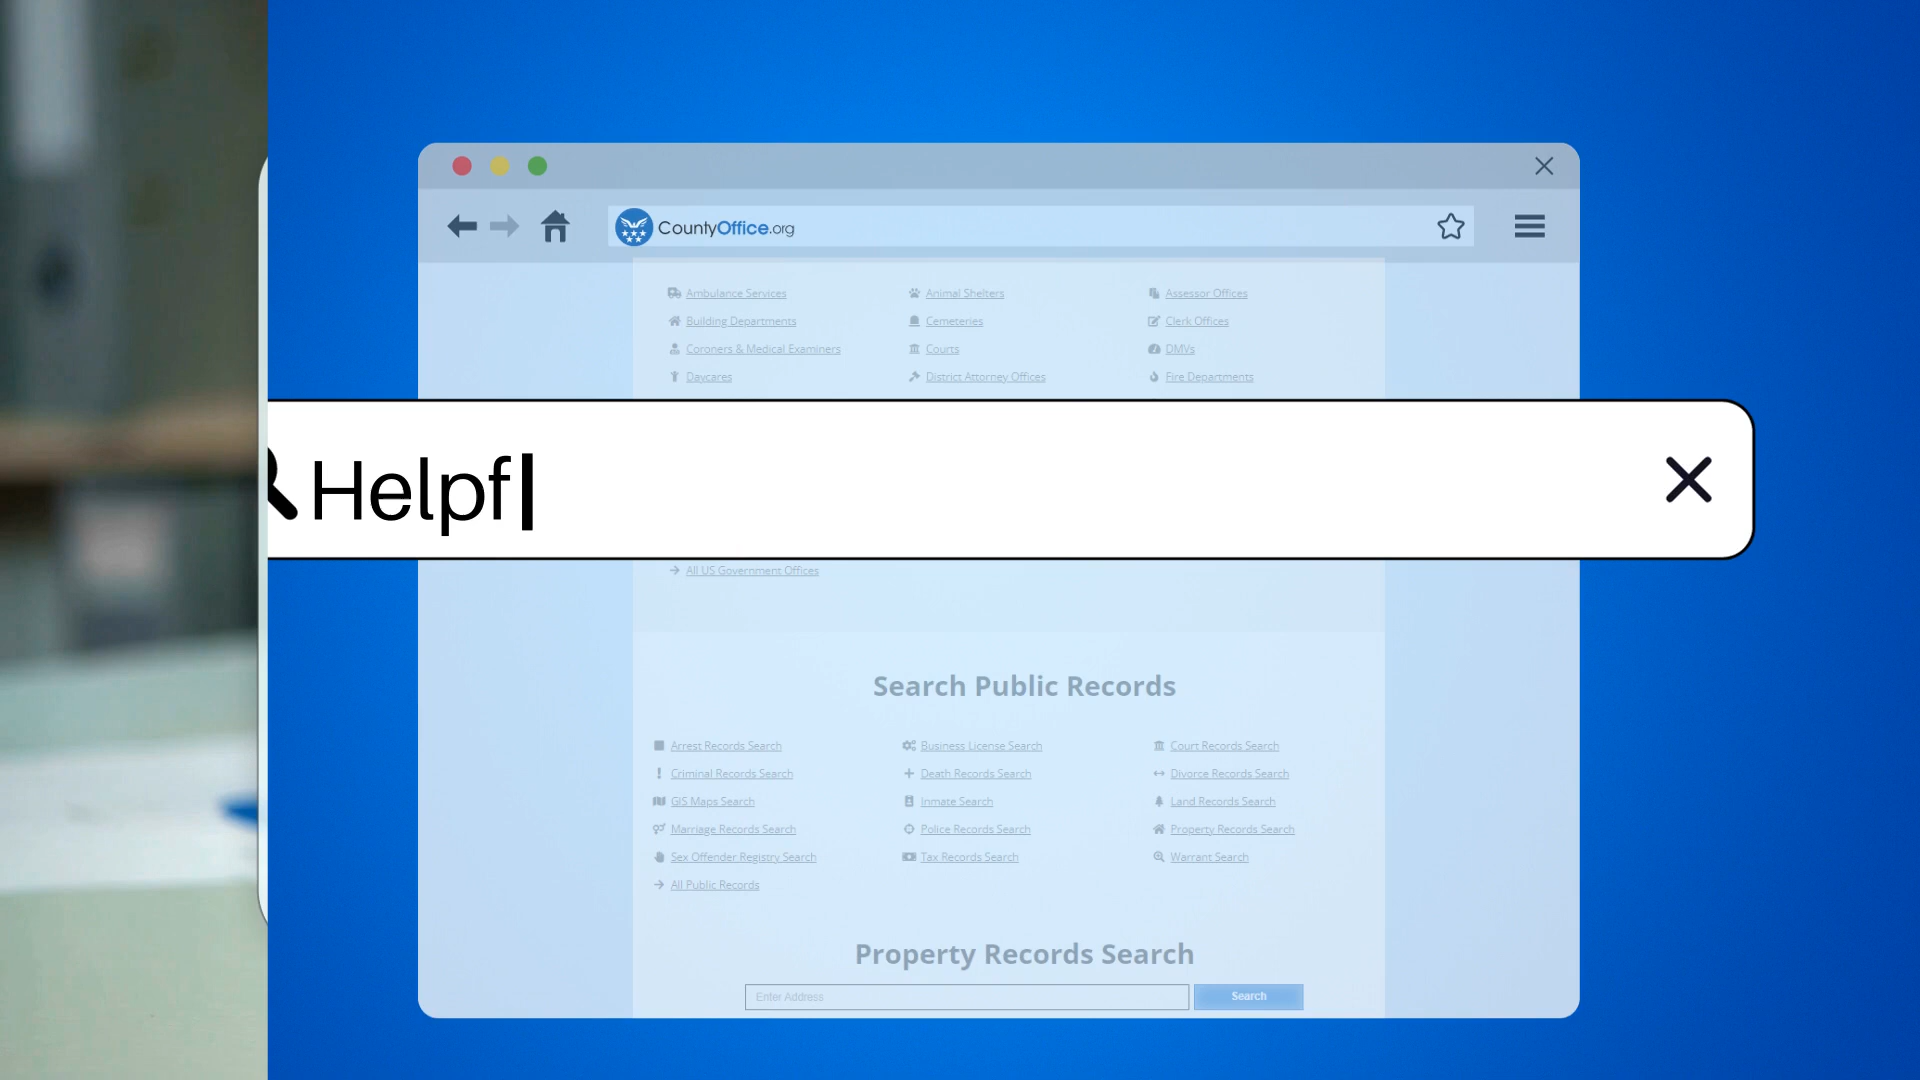 CountyOffice.org
Ambulance Services Animal Shelters Assessor Offices
Building Departments Cemeteries Clerk Offices
Coroners & Medical Examiners Courts DMVs
Daycares District Attorney Offices Fire Departments
Helpf
All US Government Offices
Search Public Records
Arrest Records Search Business License Search Court Records Search
Criminal Records Search Death Records Search Divorce Records Search
GIS Maps Search Inmate Search Land Records Search
Marriage Records Search Police Records Search Property Records Search
Sex Offender Registry Search Tax Records Search Warrant Search
All Public Records
Property Records Search
Enter Address Search